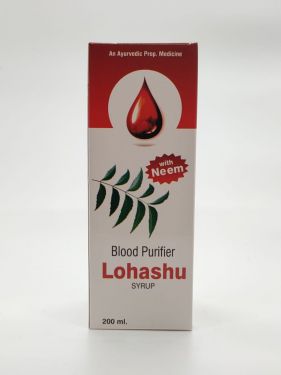 An Ayurvedic Prop. Medicine
with
Neem
Blood Purifier
Lohashu
SYRUP
200 ml.